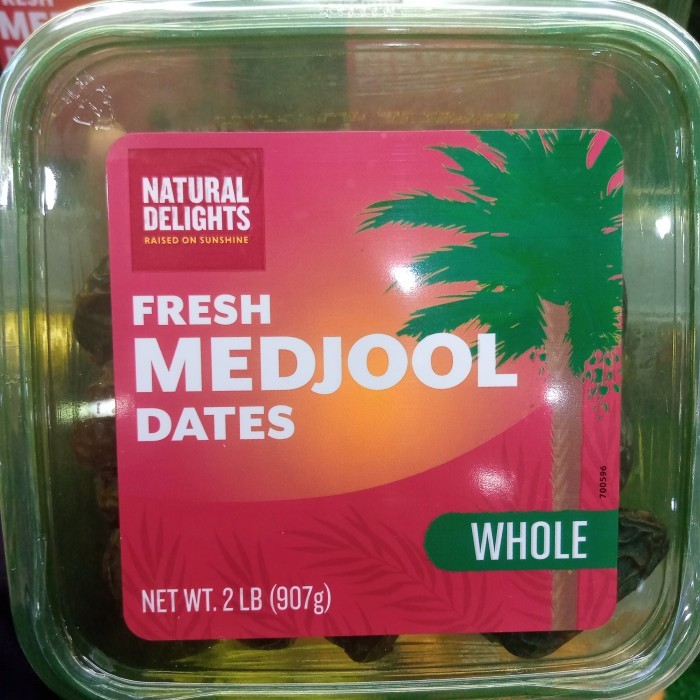 NATURAL
DELIGHTS
RAISED ON SUNSHINE
FRESH
MEDJOOL
DATES
700596
WHOLE
NET WT. 2 LB (907g)